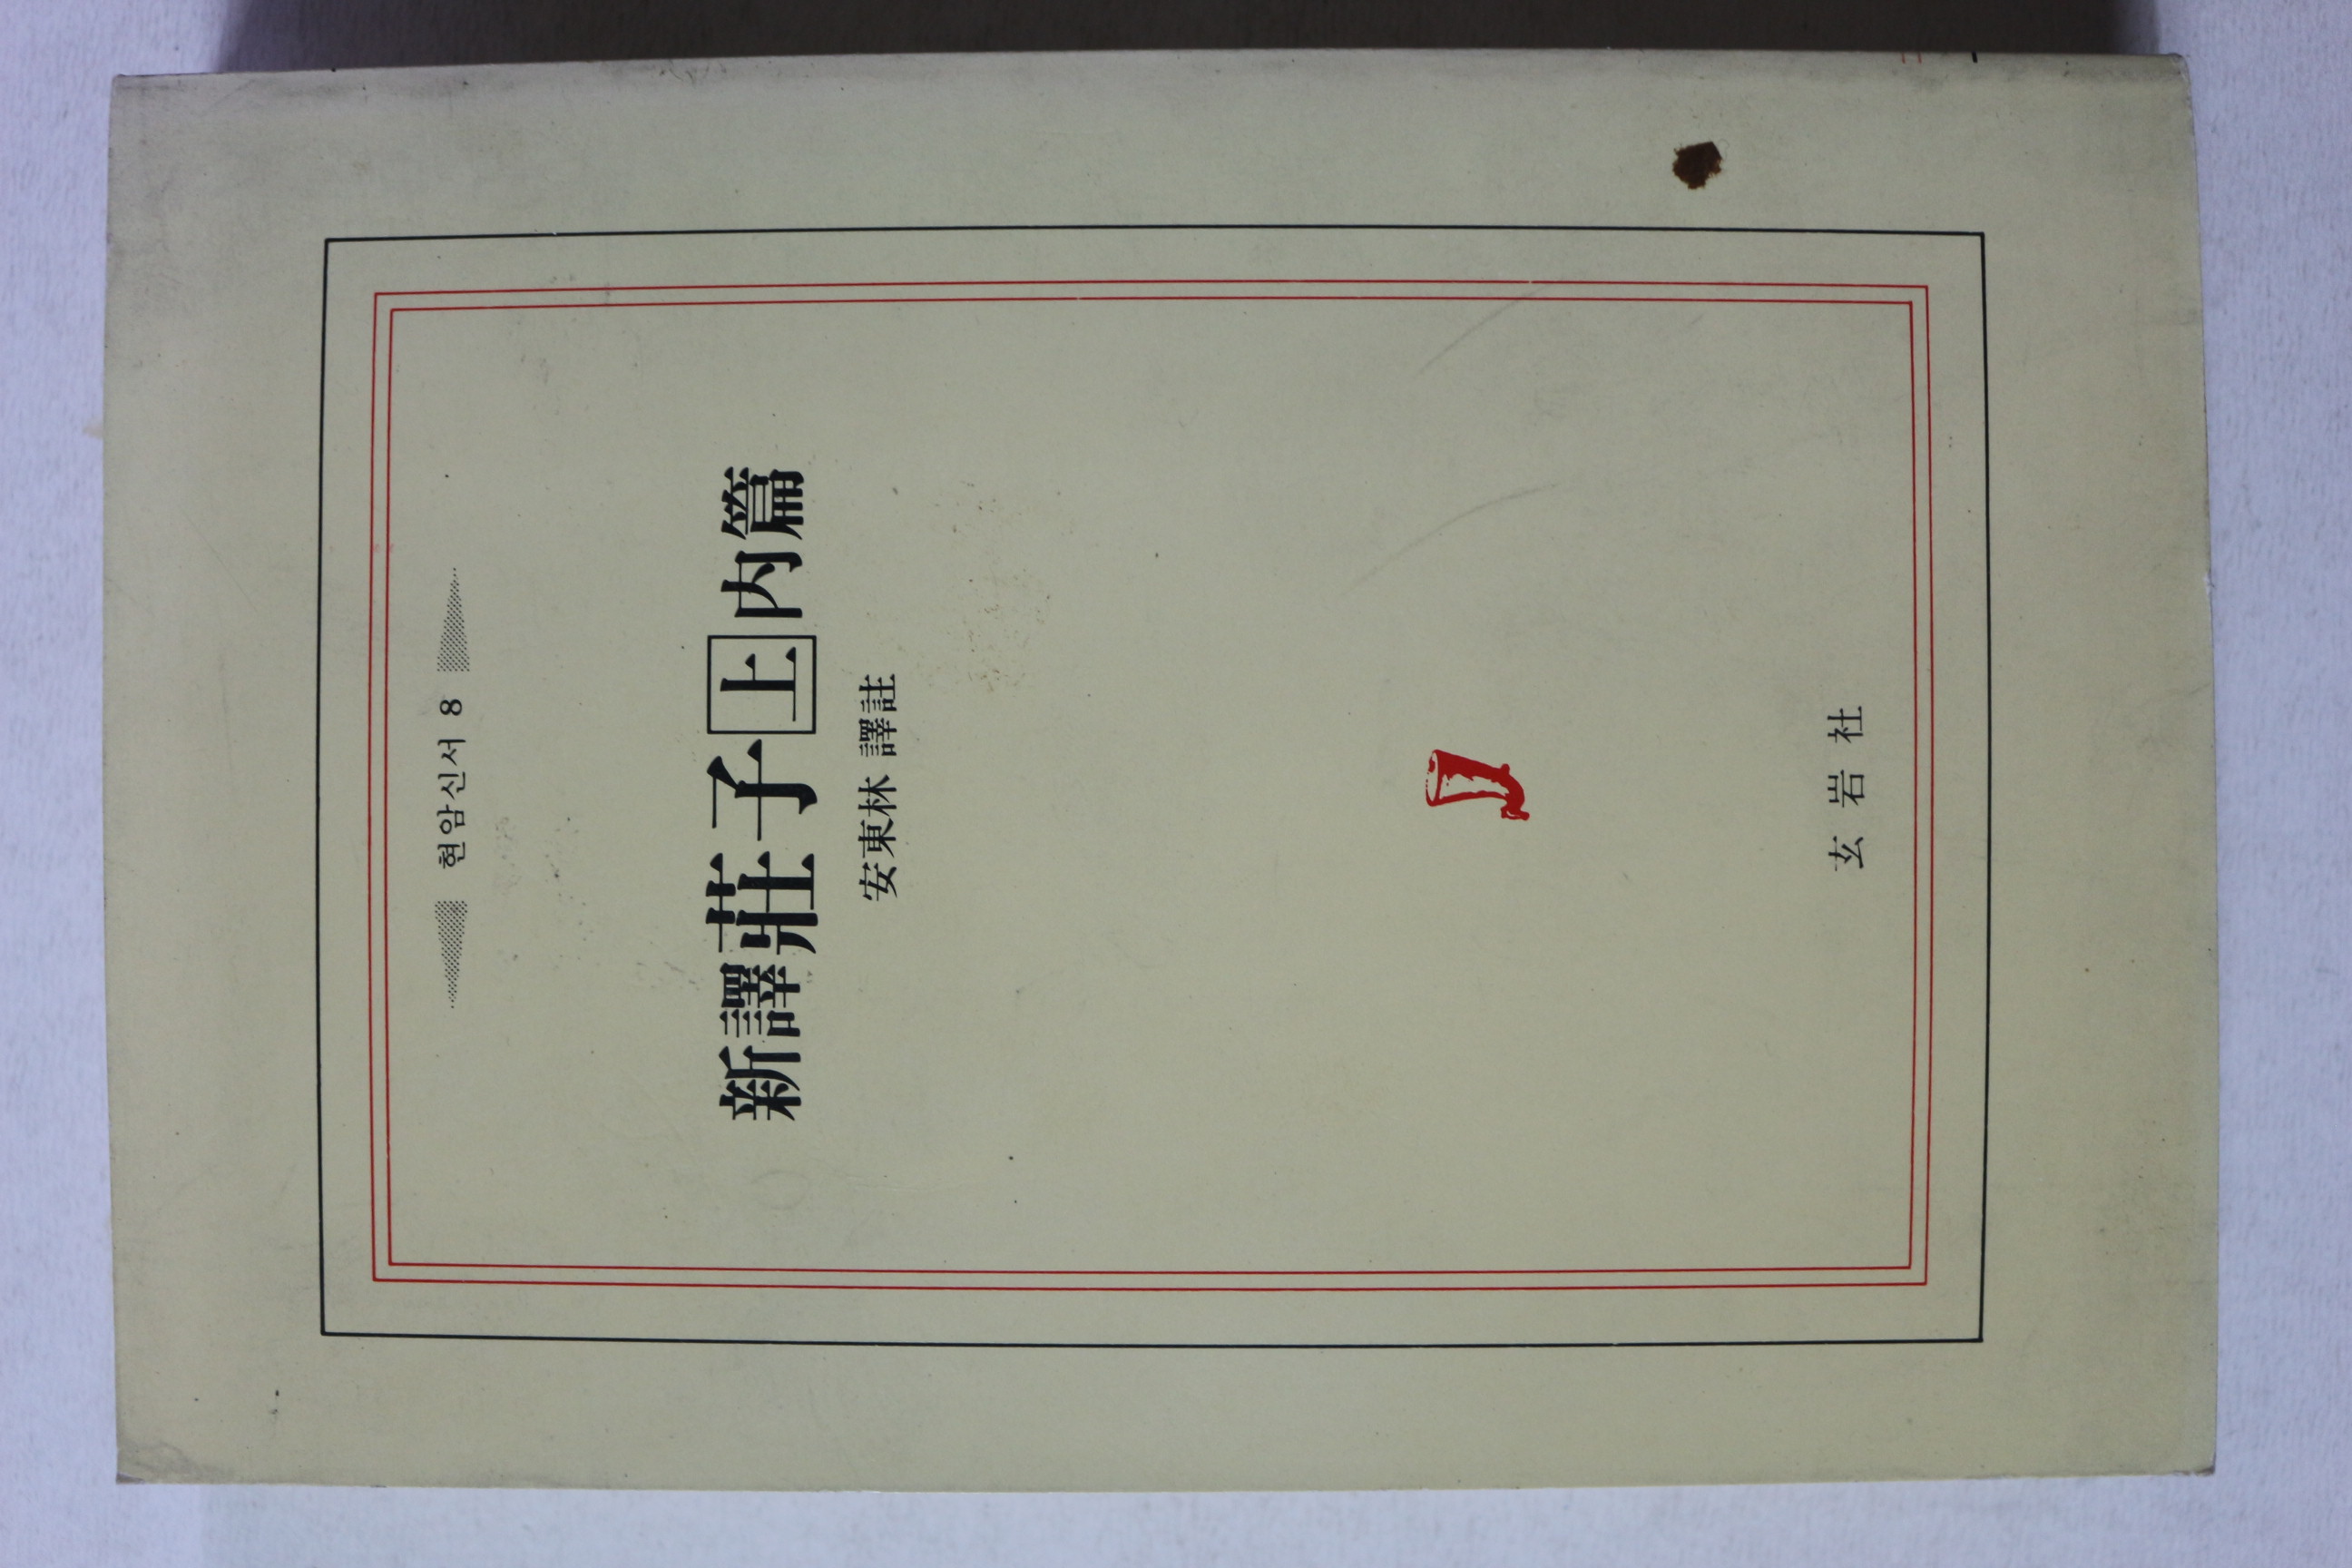 현암신서 8
新譯莊子上内篇
安東林 譯註
玄岩社